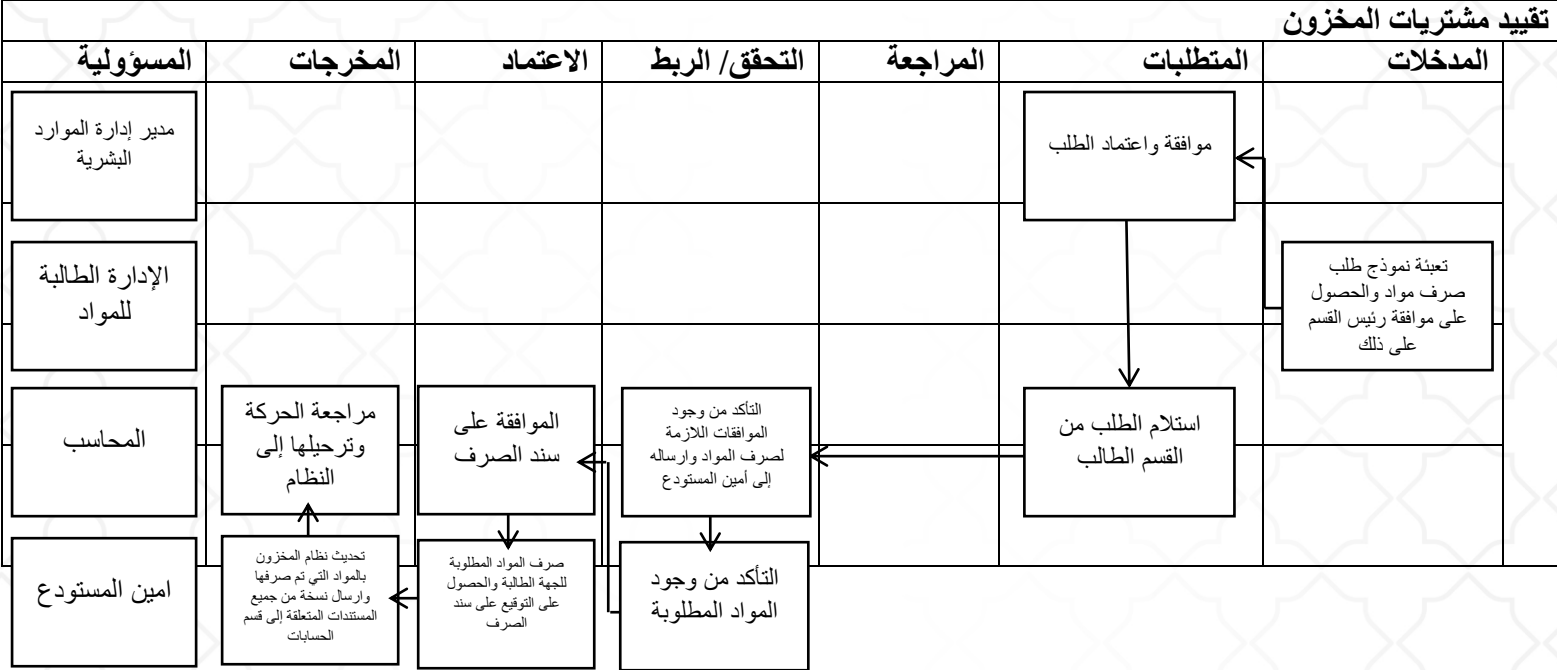 تقييد مشتريات المخزون
المدخلات
المتطلبات
المراجعة
التحقق/ الربط
الاعتماد
المخرجات
المسؤولية
موافقة واعتماد الطلب
مدير إدارة الموارد
البشرية
تعبئة نموذج طلب
صرف مواد والحصول
على موافقة رئيس القسم
على ذلك
الإدارة الطالبة
للمواد
استلام الطلب من
القسم الطالب
التأكد من وجود
الموافقات اللازمة
لصرف المواد وارساله
إلى أمين المستودع
الموافقة على
سند الصرف
مراجعة الحركة
وترحيلها إلى
النظام
المحاسب
التأكد من وجود
المواد المطلوبة
صرف المواد المطلوبة
للجهة الطالبة والحصول
على التوقيع على سند
الصرف
تحديث نظام المخزون
بالمواد التي تم صرفها
وارسال نسخة من جميع
المستندات المتعلقة إلى قسم
الحسابات
امين المستودع